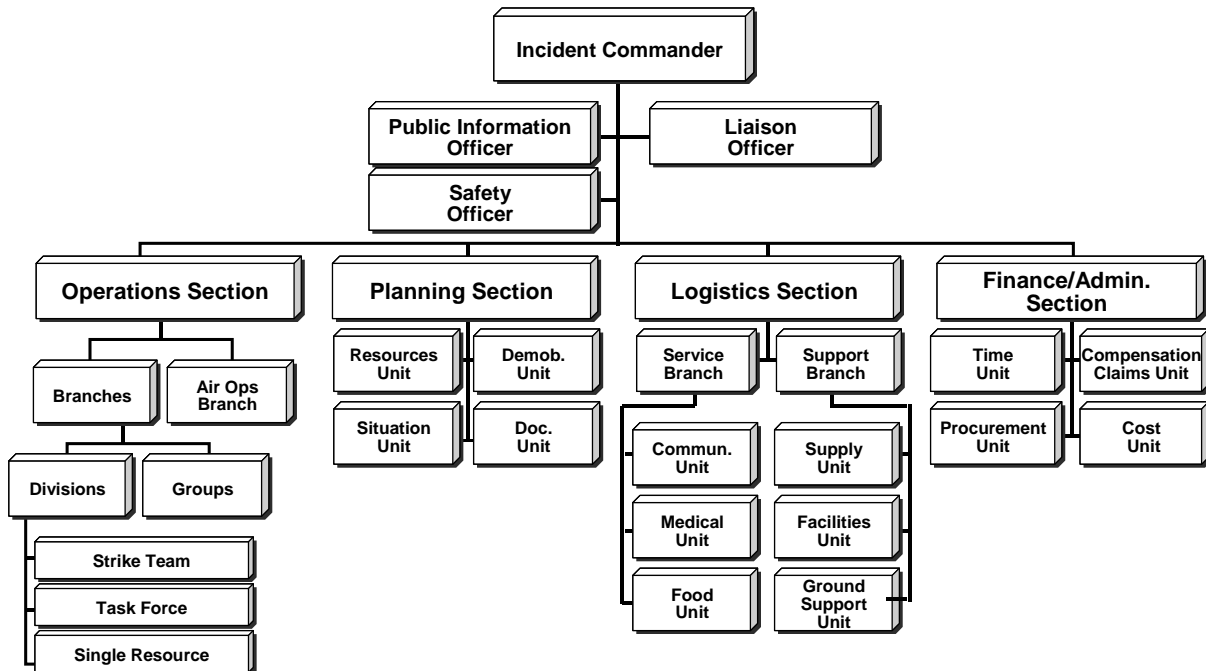 Incident Commander
Public Information
Officer
Liaison
Officer
Safety
Officer
Operations Section
Planning Section
Logistics Section
Finance/Admin.
Section
Branches
Air Ops
Branch
Divisions
Groups
Strike Team
Task Force
Single Resource
Resources
Unit
Demob.
Unit
Situation
Unit
Doc.
Unit
Service
Branch
Support
Branch
Commun.
Unit
Supply
Unit
Medical
Unit
Facilities
Unit
Food
Unit
Ground
Support
Unit
Time
Unit
Compensation
Claims Unit
Procurement
Unit
Cost
Unit